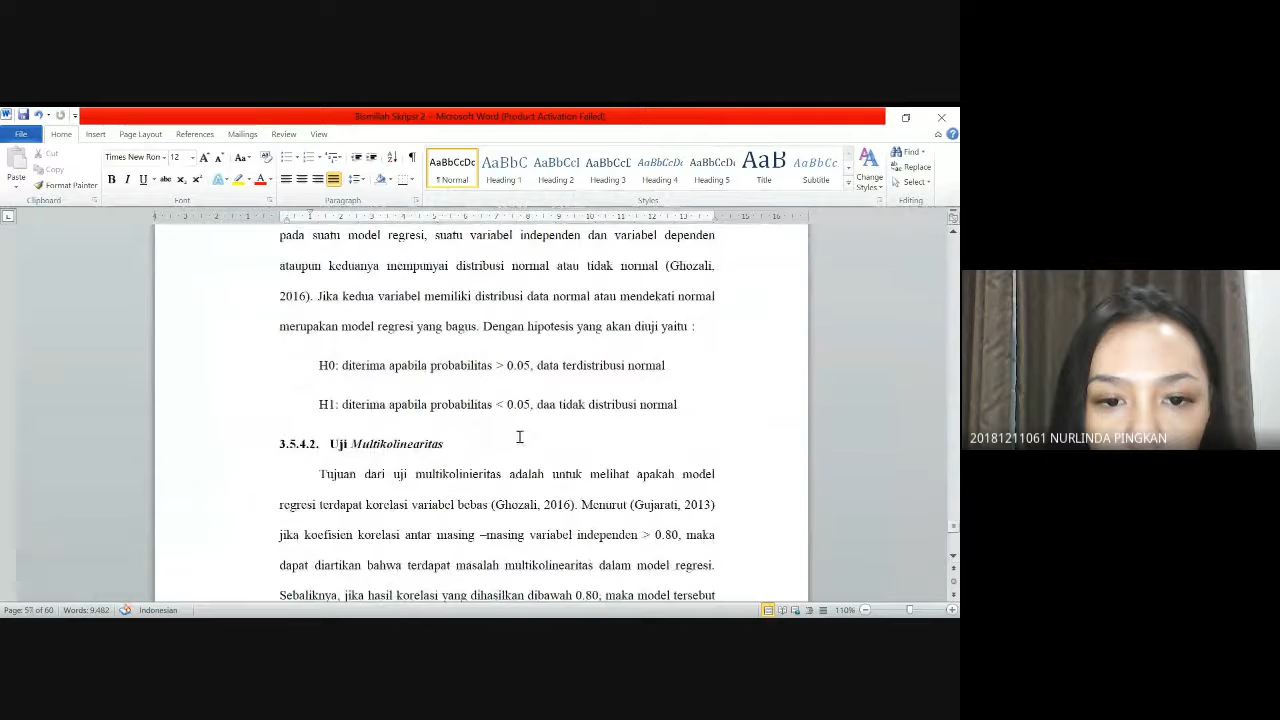 Bismillah Skripsi 2 - Microsoft Word (Product Activation Failed)
File Home Insert Page Layout References Mailings Review View
Cut
Copy
Format Painter
Paste
Times New Ron 12
AaBbCcDc AaBbC AaBbCcI AaBbCcI AaBbCcDc AaBbCcDc AaB AaBbCcDc
¶ Normal Heading 1 Heading 2 Heading 3 Heading 4 Heading 5 Title Subtitle
Change Styles
Find
Replace
Select
Clipboard Font Paragraph Styles Editing
pada suatu model regresi, suatu variabel independen dan variabel dependen
ataupun keduanya mempunyai distribusi normal atau tidak normal (Ghozali,
2016). Jika kedua variabel memiliki distribusi data normal atau mendekati normal
merupakan model regresi yang bagus. Dengan hipotesis yang akan diuji yaitu :
H0: diterima apabila probabilitas > 0.05, data terdistribusi normal
H1: diterima apabila probabilitas < 0.05, daa tidak distribusi normal
3.5.4.2. Uji Multikolinearitas
Tujuan dari uji multikolinieritas adalah untuk melihat apakah model
regresi terdapat korelasi variabel bebas (Ghozali, 2016). Menurut (Gujarati, 2013)
jika koefisien korelasi antar masing –masing variabel independen > 0.80, maka
dapat diartikan bahwa terdapat masalah multikolinearitas dalam model regresi.
Sebaliknya, jika hasil korelasi yang dihasilkan dibawah 0.80, maka model tersebut
Page: 57 of 60 Words: 9.482 Indonesian 110%
20181211061 NURLINDA PINGKAN